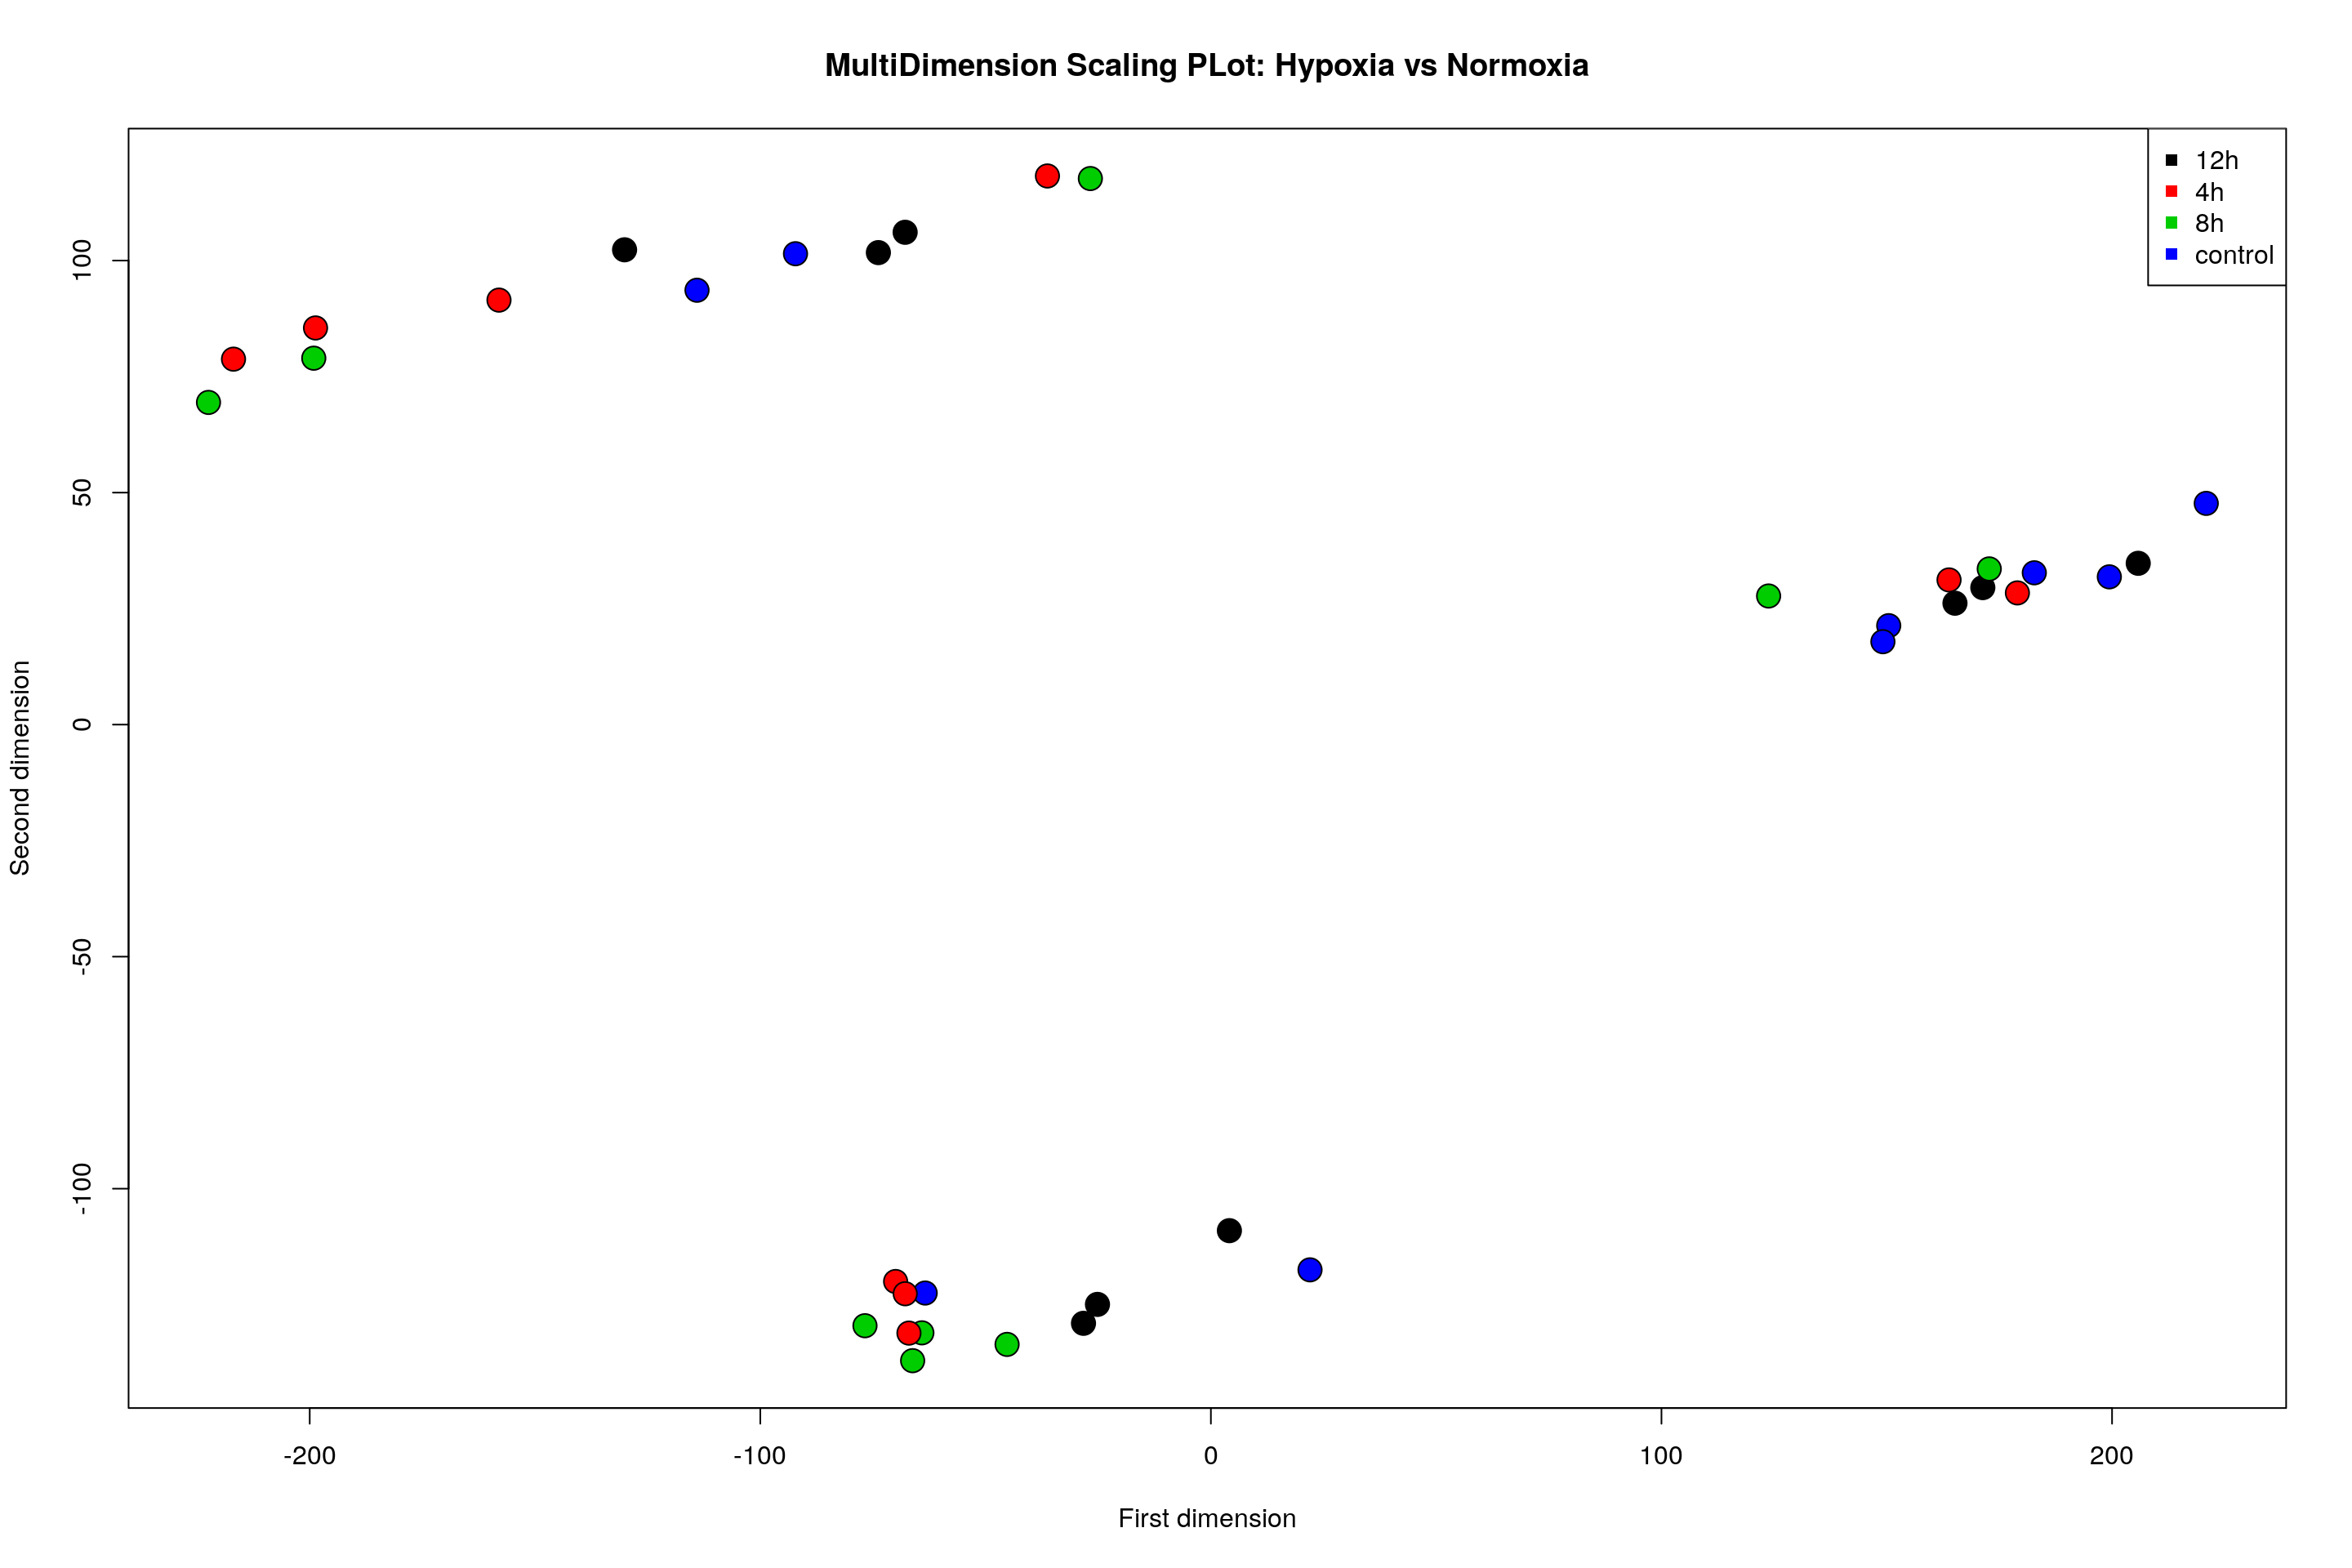 MultiDimension Scaling PLot: Hypoxia vs Normoxia
12h
4h
8h
control
100
50
0
-50
-100
Second dimension
-200
-100
0
100
200
First dimension